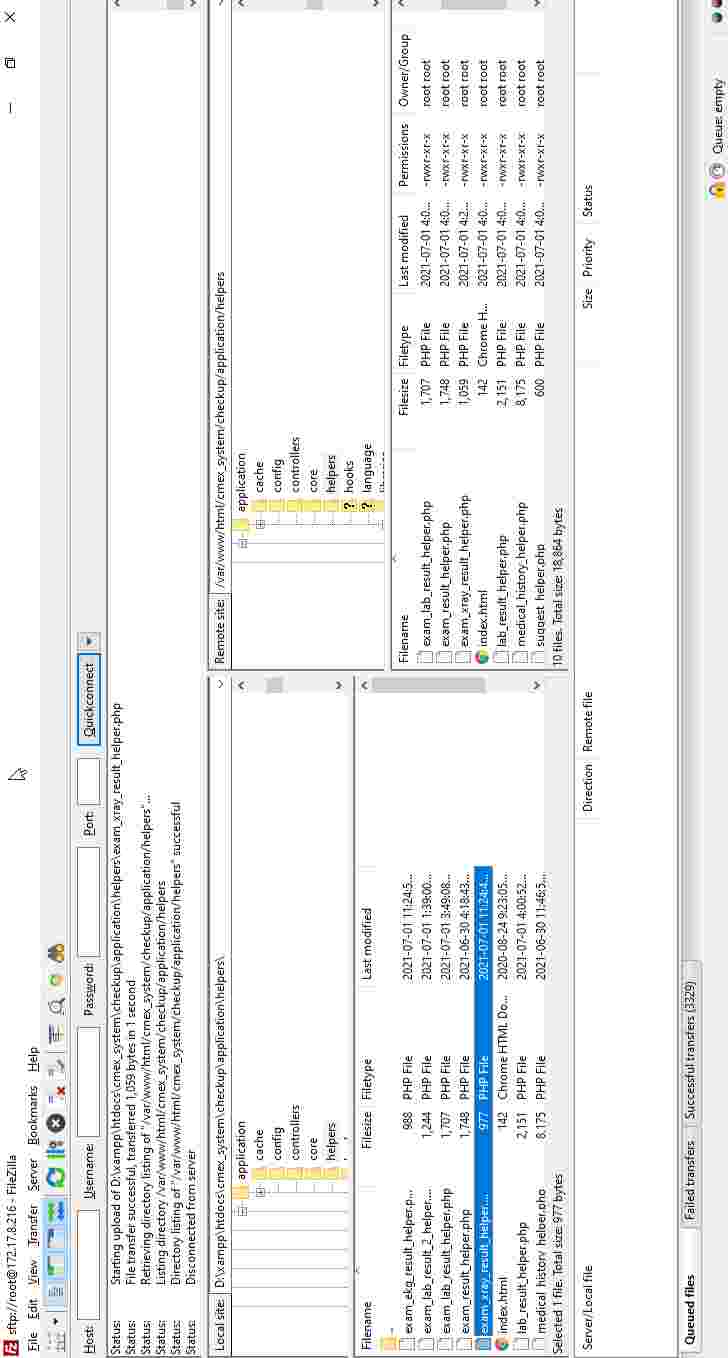 sftp://root@172.17.8.216 - FileZilla
File Edit View Transfer Server Bookmarks Help
Host: Username: Password: Port: Quickconnect
Status: Starting upload of D:\xampp\htdocs\cmex_system\checkup\application\helpers\exam_xray_result_helper.php
Status: File transfer successful, transferred 1,059 bytes in 1 second
Status: Retrieving directory listing of "/var/www/html/cmex_system/checkup/application/helpers"...
Status: Listing directory /var/www/html/cmex_system/checkup/application/helpers
Status: Directory listing of "/var/www/html/cmex_system/checkup/application/helpers" successful
Status: Disconnected from server
Local site: D:\xampp\htdocs\cmex_system\checkup\application\helpers\
application
cache
config
controllers
core
helpers
Filename Filesize Filetype Last modified
..
exam_ekg_result_helper.p... 988 PHP File 2021-07-01 11:24:5...
exam_lab_result_2_helper.... 1,244 PHP File 2021-07-01 1:39:00...
exam_lab_result_helper.php 1,707 PHP File 2021-07-01 3:49:08...
exam_result_helper.php 1,748 PHP File 2021-06-30 4:18:43...
exam_xray_result_helper.... 977 PHP File 2021-07-01 11:24:4...
index.html 142 Chrome HTML Do... 2020-08-24 9:23:05...
lab_result_helper.php 2,151 PHP File 2021-07-01 4:00:52...
medical_history_helper.php 8,175 PHP File 2021-06-30 11:46:5...
Selected 1 file. Total size: 977 bytes
Remote site: /var/www/html/cmex_system/checkup/application/helpers
application
cache
config
controllers
core
helpers
hooks
language
Filename Filesize Filetype Last modified Permissions Owner/Group
exam_lab_result_helper.php 1,707 PHP File 2021-07-01 4:0... -rwxr-xr-x root root
exam_result_helper.php 1,748 PHP File 2021-07-01 4:0... -rwxr-xr-x root root
exam_xray_result_helper.php 1,059 PHP File 2021-07-01 4:2... -rwxr-xr-x root root
index.html 142 Chrome H... 2021-07-01 4:0... -rwxr-xr-x root root
lab_result_helper.php 2,151 PHP File 2021-07-01 4:0... -rwxr-xr-x root root
medical_history_helper.php 8,175 PHP File 2021-07-01 4:0... -rwxr-xr-x root root
suggest_helper.php 600 PHP File 2021-07-01 4:0... -rwxr-xr-x root root
10 files. Total size: 18,864 bytes
Server/Local file Direction Remote file Size Priority Status
Queued files Failed transfers Successful transfers (3329)
Queue: empty